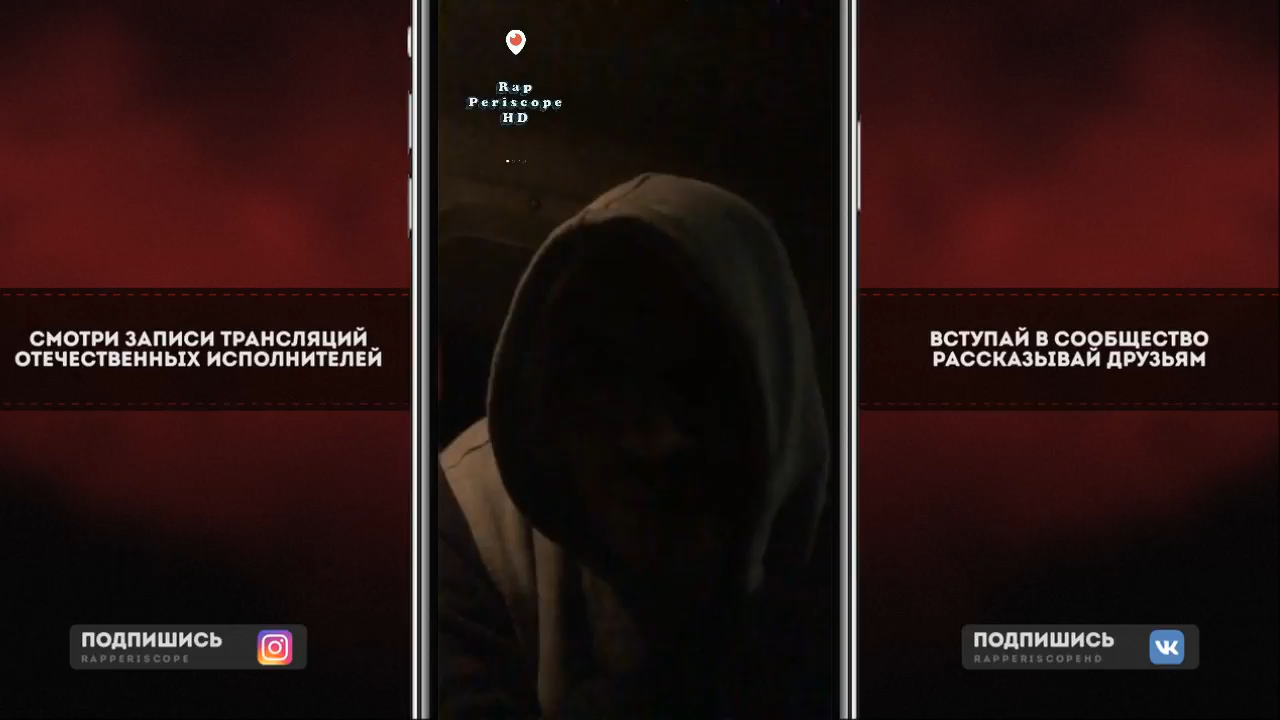 Rap
Periscope
HD
СМОТРИ ЗАПИСИ ТРАНСЛЯЦИЙ
ОТЕЧЕСТВЕННЫХ ИСПОЛНИТЕЛЕЙ
ВСТУПАЙ В СООБЩЕСТВО
РАССКАЗЫВАЙ ДРУЗЬЯМ
ПОДПИШИСЬ
RAPPERISCOPE
ПОДПИШИСЬ
RAPPERISCOPEHD